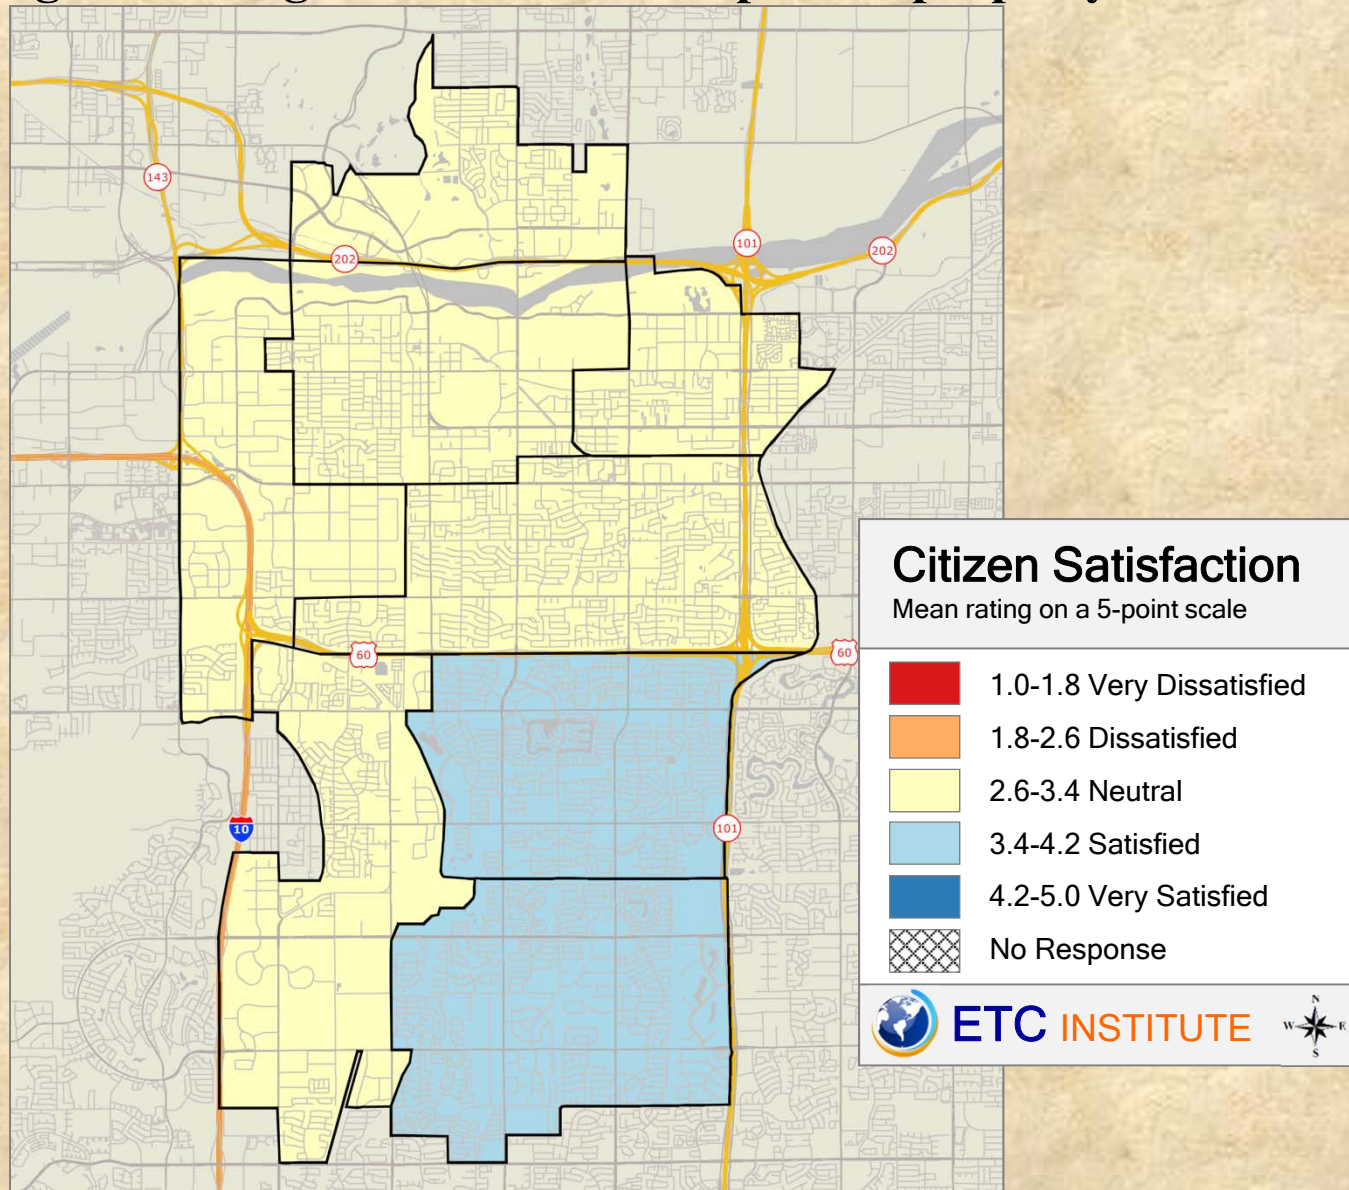 143
101
202
202
Citizen Satisfaction
Mean rating on a 5-point scale
60
60
1.0-1.8 Very Dissatisfied
1.8-2.6 Dissatisfied
2.6-3.4 Neutral
3.4-4.2 Satisfied
10
101
4.2-5.0 Very Satisfied
No Response
N
ETC INSTITUTE
W E
S